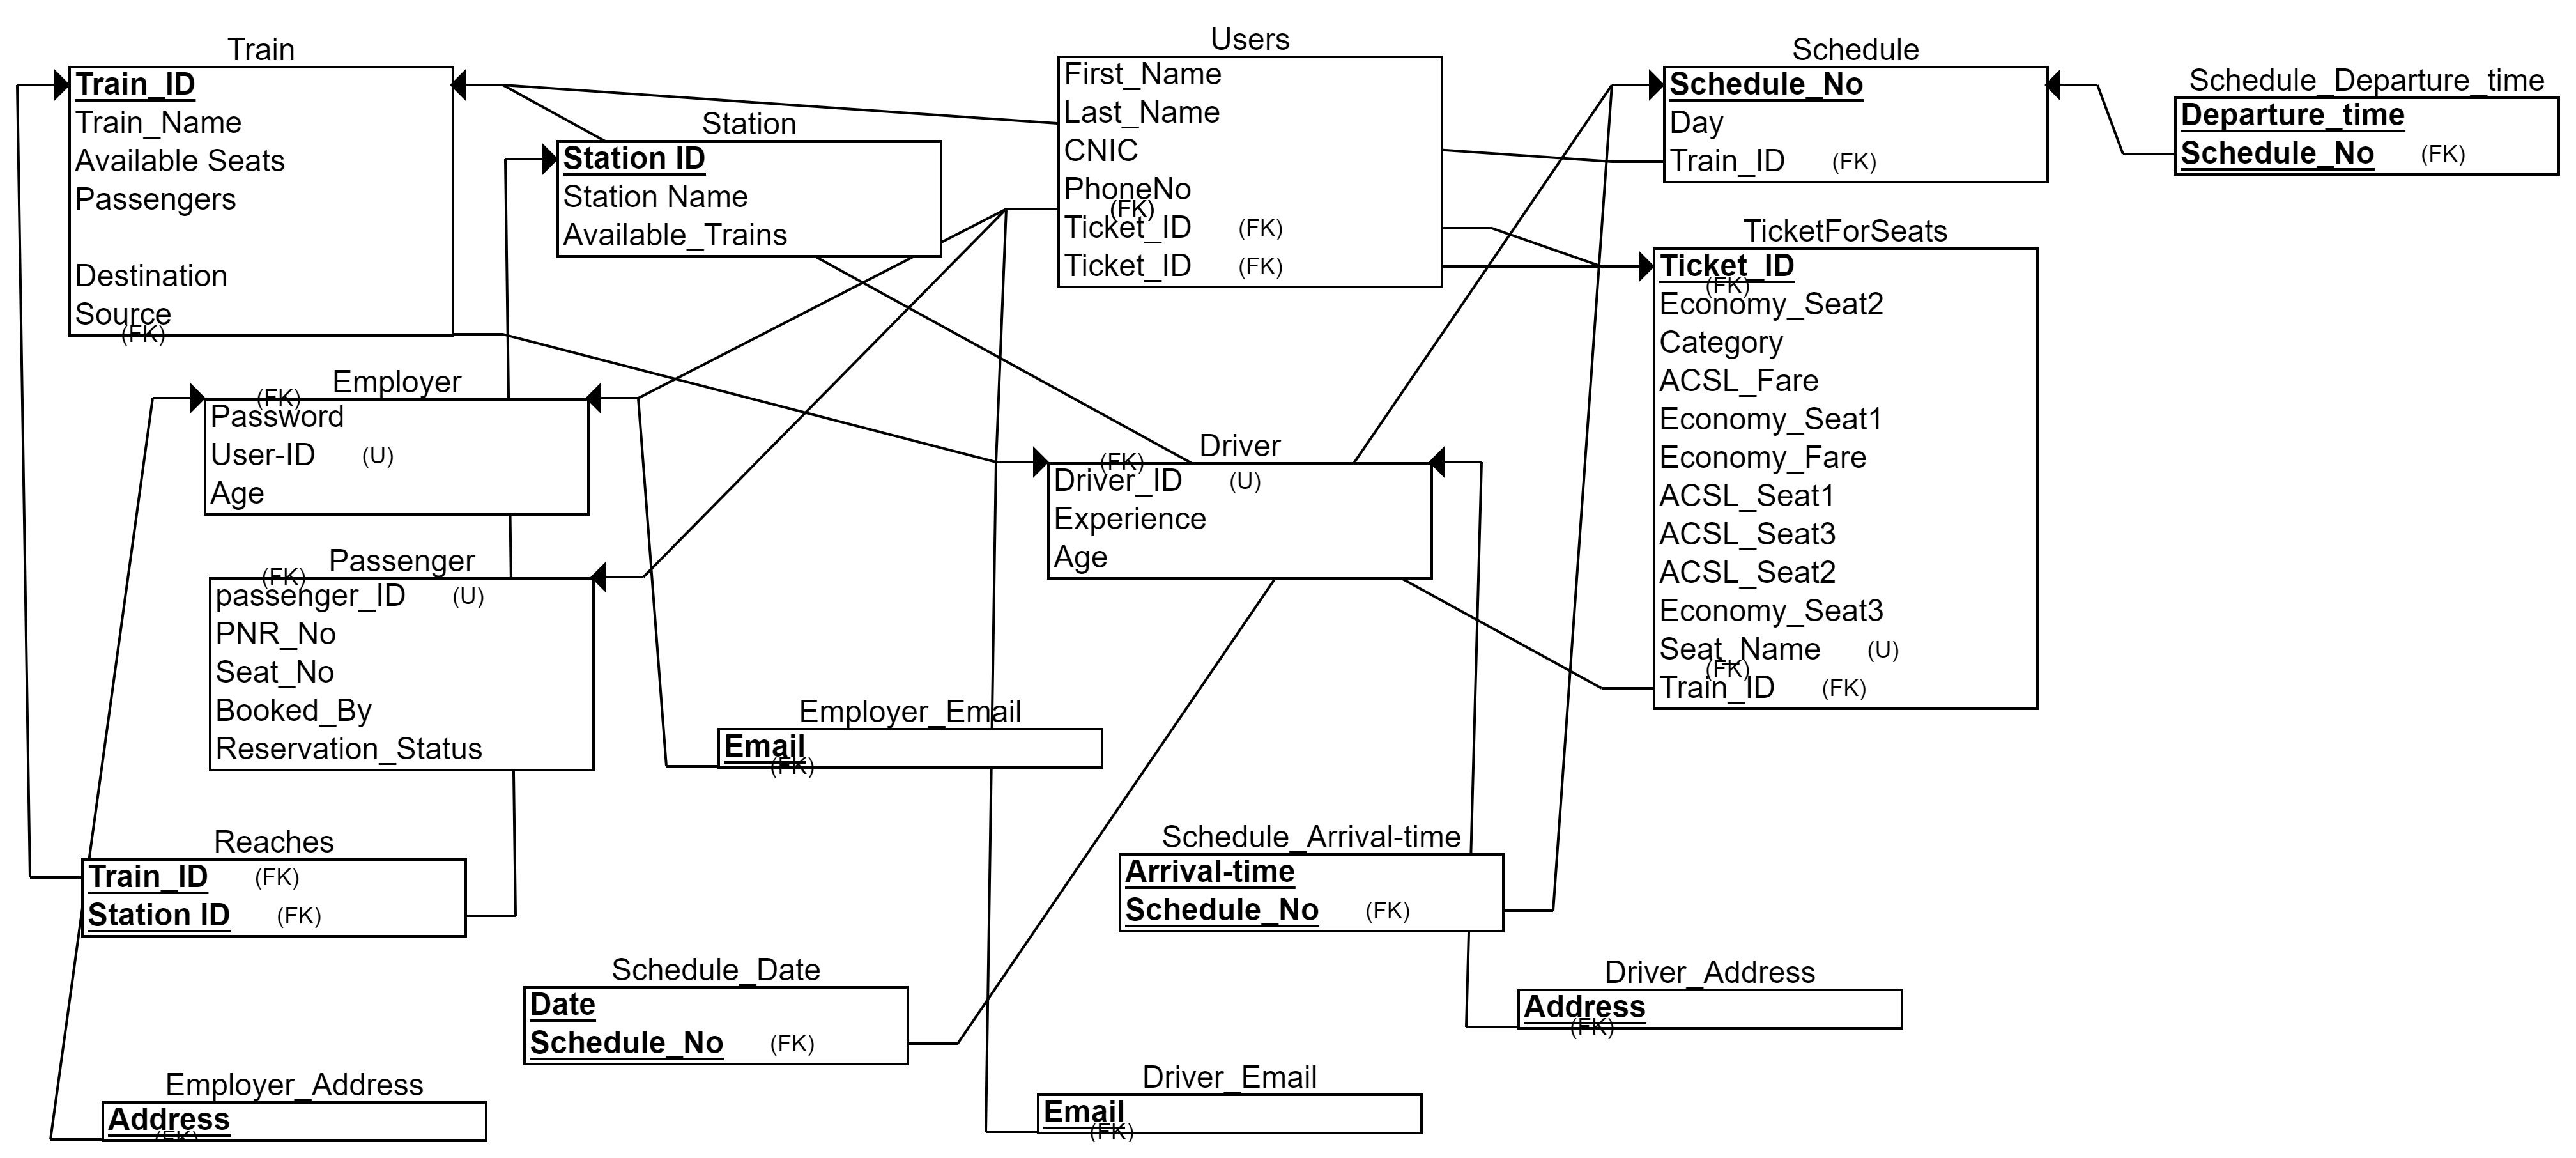 Train
Train_ID
Train_Name
Available Seats
Passengers
Destination
Source
(FK)
Station
Station ID
Station Name
Available_Trains
Users
First_Name
Last_Name
CNIC
PhoneNo
(FK)
Ticket_ID (FK)
Ticket_ID (FK)
Schedule
Schedule_No
Day
Train_ID (FK)
Schedule_Departure_time
Departure_time
Schedule_No (FK)
TicketForSeats
Ticket_ID
(FK)
Economy_Seat2
Category
ACSL_Fare
Economy_Seat1
Economy_Fare
ACSL_Seat1
ACSL_Seat3
ACSL_Seat2
Economy_Seat3
Seat_Name (U)
(FK)
Train_ID (FK)
Employer
(FK)
Password
User-ID (U)
Age
Driver
(FK)
Driver_ID (U)
Experience
Age
Passenger
(FK)
passenger_ID (U)
PNR_No
Seat_No
Booked_By
Reservation_Status
Employer_Email
Email
(FK)
Reaches
Train_ID (FK)
Station ID (FK)
Schedule_Arrival-time
Arrival-time
Schedule_No (FK)
Schedule_Date
Date
Schedule_No (FK)
Driver_Address
Address
(FK)
Employer_Address
Address
(FK)
Driver_Email
Email
(FK)